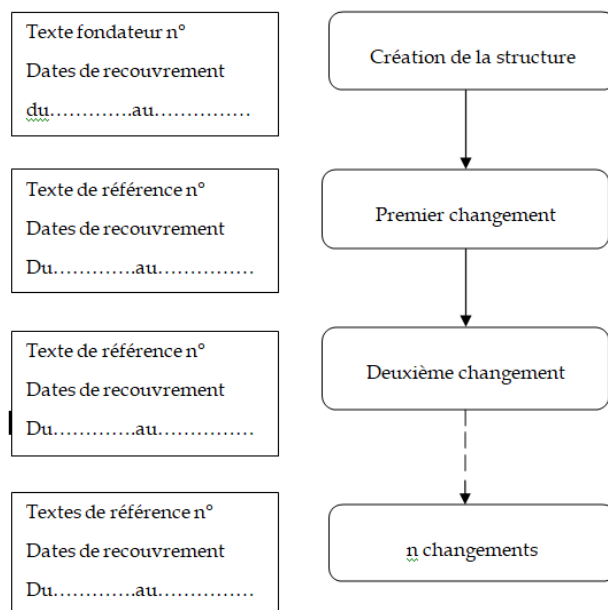 Texte fondateur n°
Dates de recouvrement
du………….au……………
Création de la structure
Texte de référence n°
Dates de recouvrement
Du………….au……………
Premier changement
Texte de référence n°
Dates de recouvrement
Du………….au……………
Deuxième changement
Textes de référence n°
Dates de recouvrement
Du………….au……………
n changements